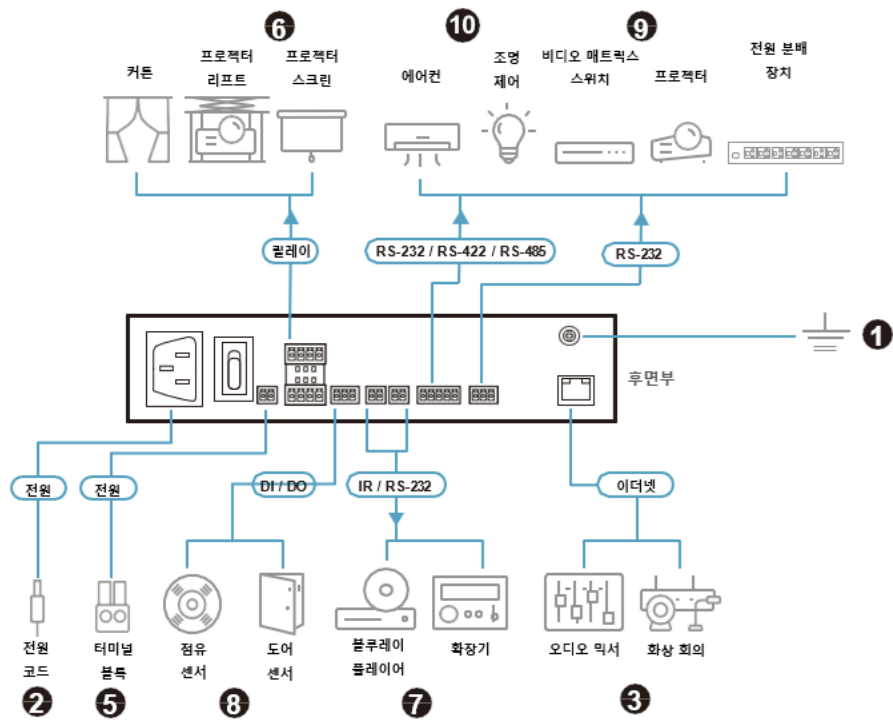 6
10
9
커튼
프로젝터
리프트
프로젝터
스크린
에어컨
조명
제어
비디오 매트릭스
스위치
프로젝터
전원 분배
장치
릴레이
RS-232 / RS-422 / RS-485
RS-232
1
후면부
전원
전원
DI / DO
IR / RS-232
이더넷
전원
코드
터미널
블록
점유
센서
도어
센서
블루레이
플레이어
확장기
오디오 믹서
화상 회의
2
5
8
7
3